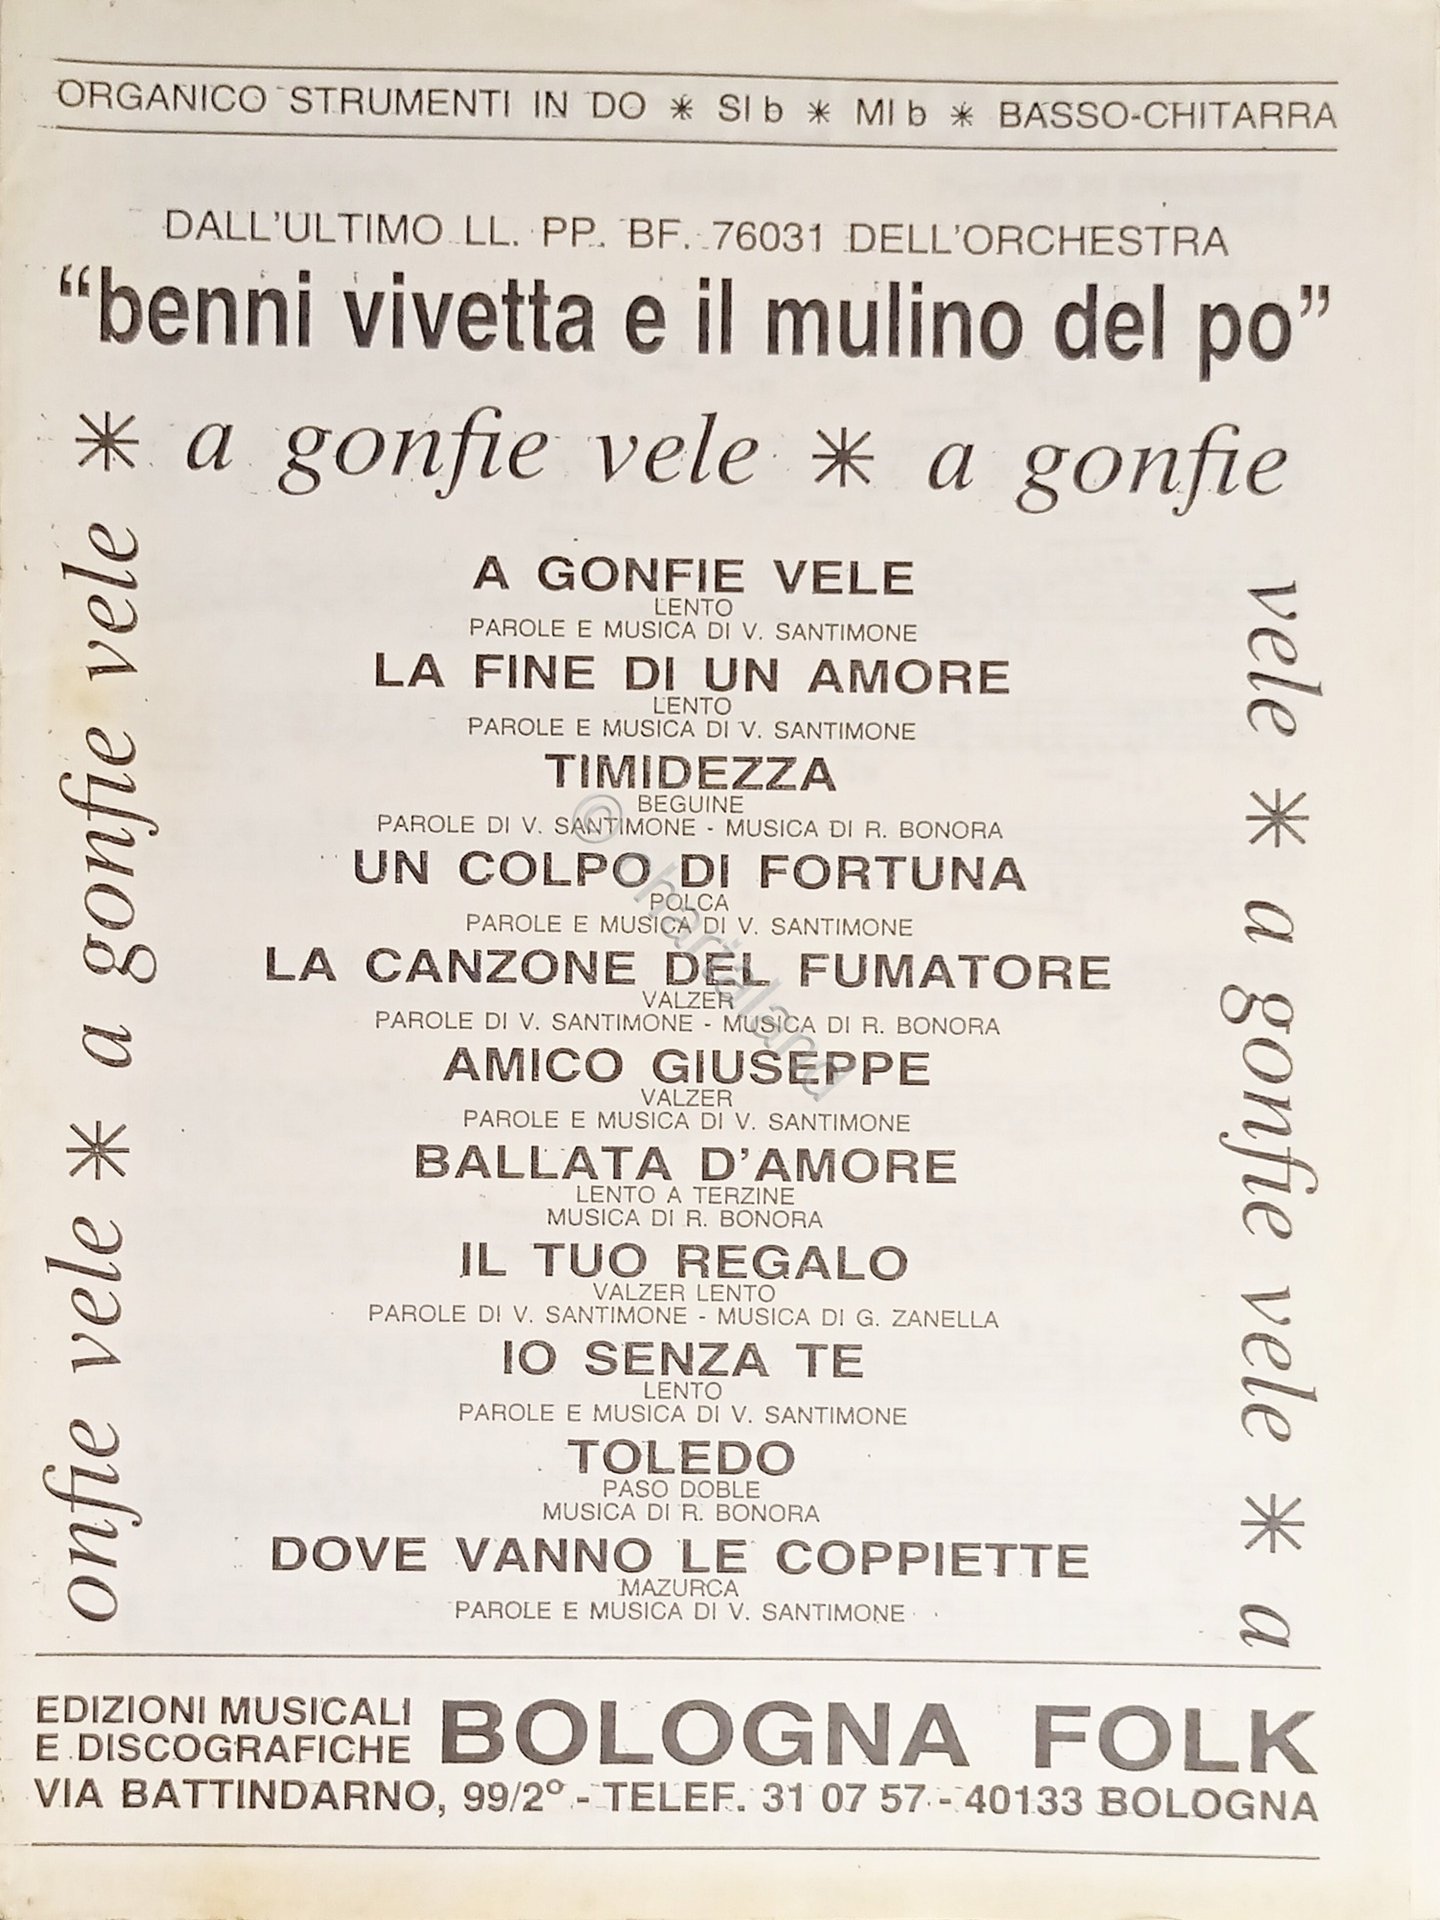 ORGANICO STRUMENTI IN DO * SI b * MI b * BASSO-CHITARRA
DALL'ULTIMO LL. PP. BF. 76031 DELL'ORCHESTRA
“benni vivetta e il mulino del po”
* a gonfie vele * a gonfie
vele * a gonfie vele * a
onfie vele * a gonfie vele
A GONFIE VELE
LENTO
PAROLE E MUSICA DI V. SANTIMONE
LA FINE DI UN AMORE
LENTO
PAROLE E MUSICA DI V. SANTIMONE
TIMIDEZZA
BEGUINE
PAROLE DI V. SANTIMONE - MUSICA DI R. BONORA
UN COLPO DI FORTUNA
POLCA
PAROLE E MUSICA DI V. SANTIMONE
LA CANZONE DEL FUMATORE
VALZER
PAROLE DI V. SANTIMONE - MUSICA DI R. BONORA
AMICO GIUSEPPE
VALZER
PAROLE E MUSICA DI V. SANTIMONE
BALLATA D'AMORE
LENTO A TERZINE
MUSICA DI R. BONORA
IL TUO REGALO
VALZER LENTO
PAROLE DI V. SANTIMONE - MUSICA DI G. ZANELLA
IO SENZA TE
LENTO
PAROLE E MUSICA DI V. SANTIMONE
TOLEDO
PASO DOBLE
MUSICA DI R. BONORA
DOVE VANNO LE COPPIETTE
MAZURCA
PAROLE E MUSICA DI V. SANTIMONE
© chartaland
EDIZIONI MUSICALI
E DISCOGRAFICHE
BOLOGNA FOLK
VIA BATTINDARNO, 99/2° - TELEF. 31 07 57 - 40133 BOLOGNA